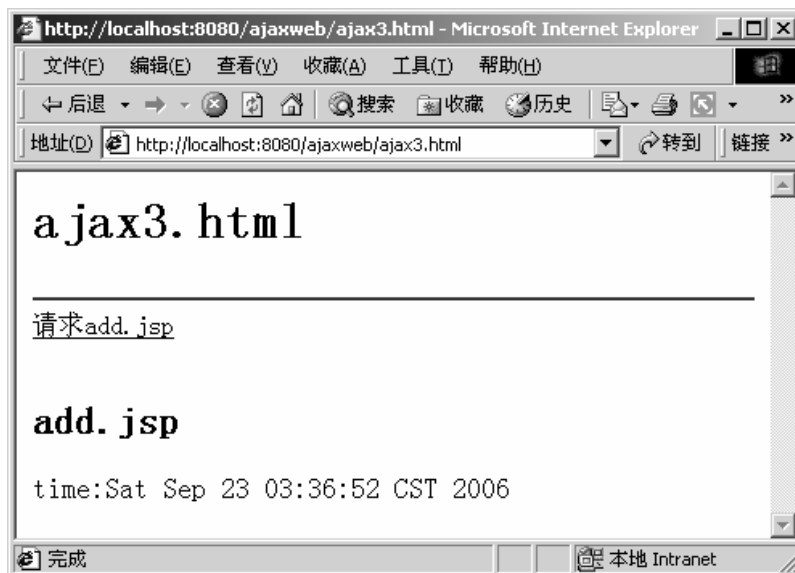 http://localhost:8080/ajaxweb/ajax3.html - Microsoft Internet Explorer
文件(F) 编辑(E) 查看(V) 收藏(A) 工具(T) 帮助(H)
后退 搜索 收藏 历史 »
地址(D) http://localhost:8080/ajaxweb/ajax3.html 转到 链接 »
ajax3.html
请求add.jsp
add.jsp
time:Sat Sep 23 03:36:52 CST 2006
完成 本地 Intranet